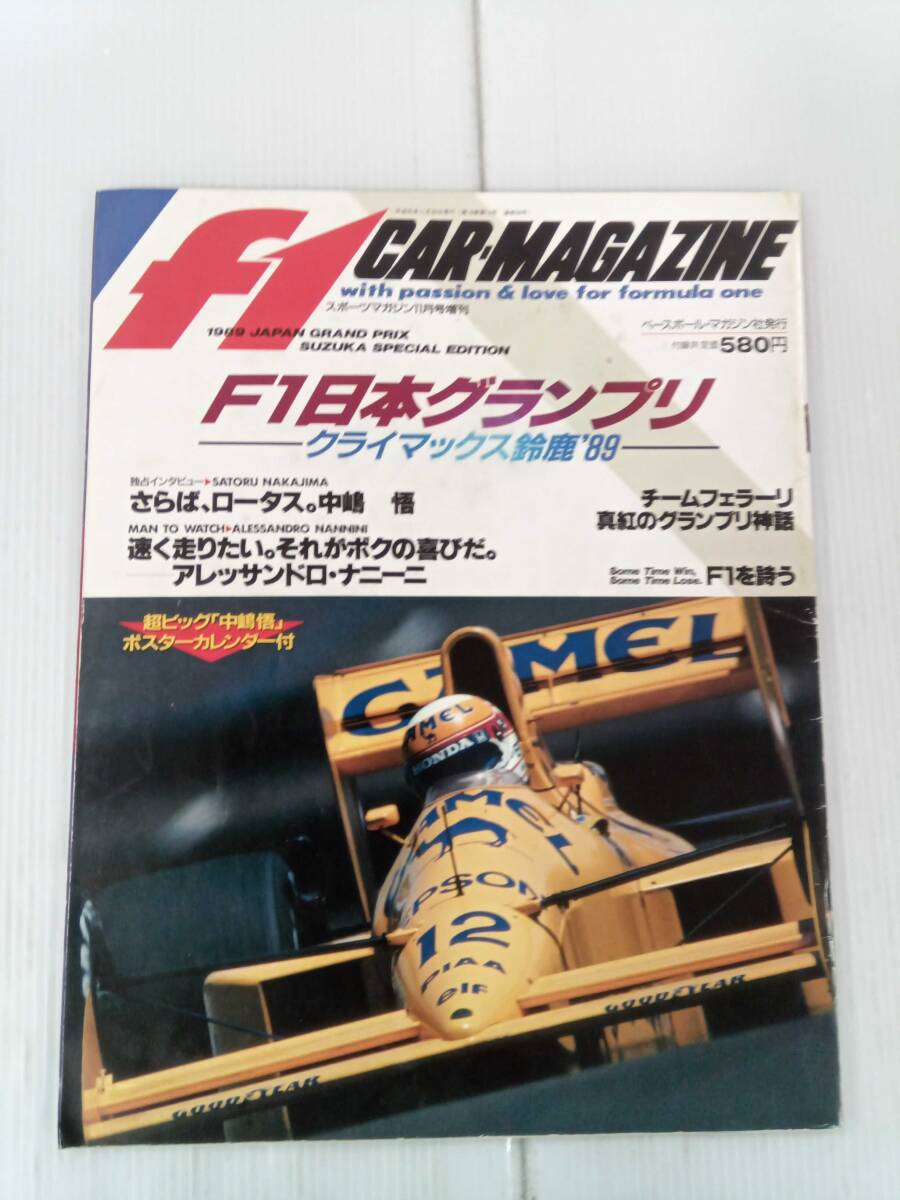 f1
CAR·MAGAZINE
with passion & love for formula one
スポーツマガジン11月号増刊
ベースボール・マガジン社発行
1989 JAPAN GRAND PRIX
SUZUKA SPECIAL EDITION
580円
F1日本グランプリ
クライマックス鈴鹿'89
独占インタビュー▶SATORU NAKAJIMA
さらば、ロータス。中嶋 悟
MAN TO WATCH▶ALESSANDRO NANNINI
速く走りたい。それがボクの喜びだ。
アレッサンドロ・ナニーニ
チームフェラーリ
真紅のグランプリ神話
Some Time Win,
Some Time Lose. F1を詩う
超ビッグ「中嶋悟」
ポスターカレンダー付
CAMEL
CAMEL
HONDA
CAMEL
EPSON
12
PIAA
elf
GOODYEAR
GOODYEAR